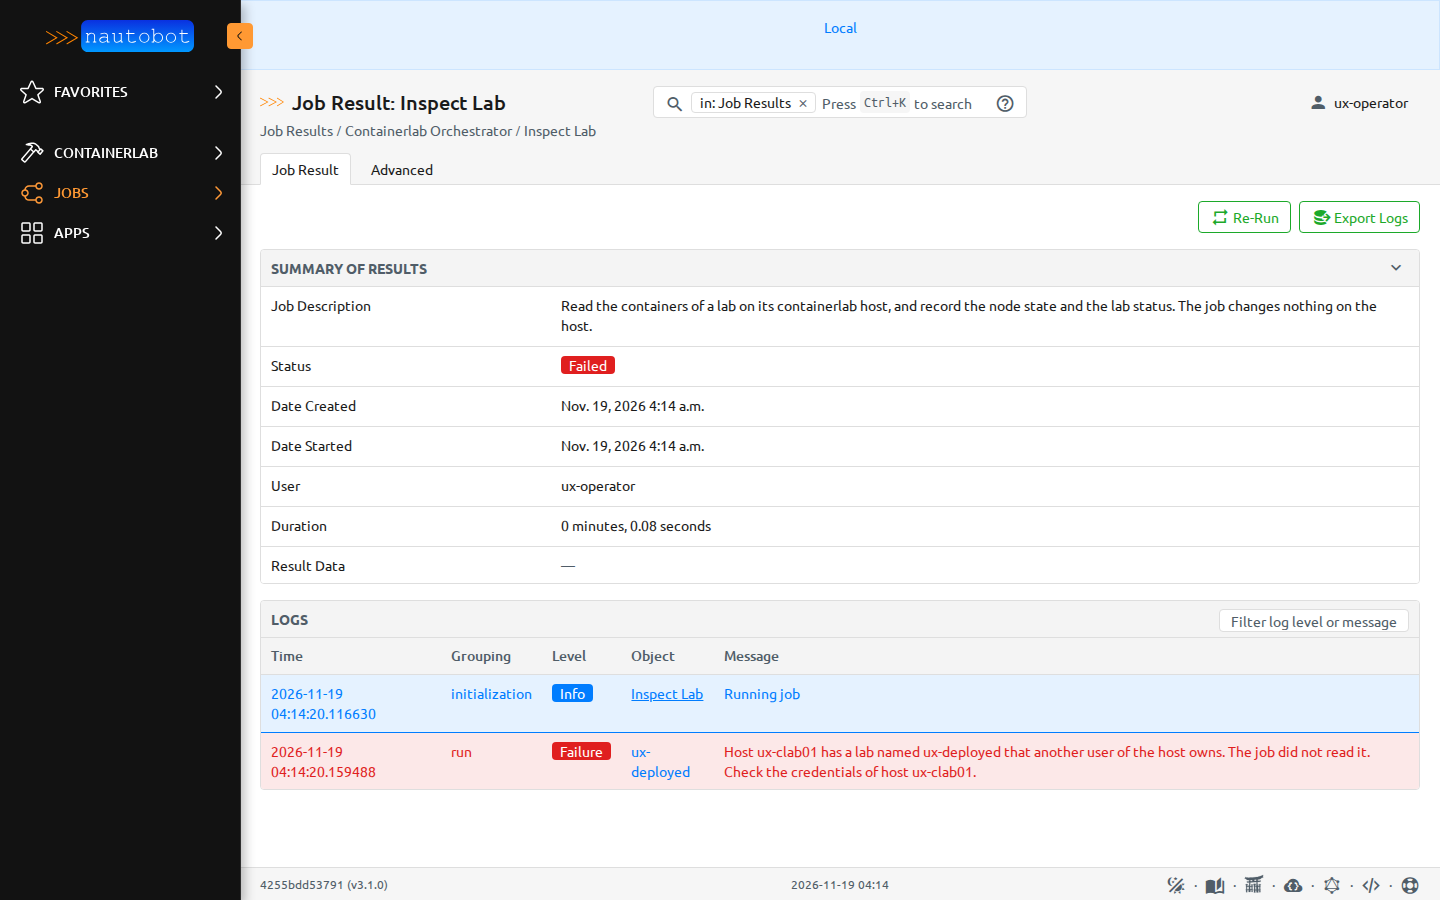 nautobot
Local
FAVORITES
CONTAINERLAB
JOBS
APPS
Job Result: Inspect Lab
in: Job Results × Press Ctrl+K to search
ux-operator
Job Results / Containerlab Orchestrator / Inspect Lab
Job Result
Advanced
Re-Run
Export Logs
SUMMARY OF RESULTS
Job Description
Read the containers of a lab on its containerlab host, and record the node state and the lab status. The job changes nothing on the
host.
Status
Failed
Date Created
Nov. 19, 2026 4:14 a.m.
Date Started
Nov. 19, 2026 4:14 a.m.
User
ux-operator
Duration
0 minutes, 0.08 seconds
Result Data
—
LOGS
Filter log level or message
Time Grouping Level Object Message
2026-11-19
04:14:20.116630
initialization
Info
Inspect Lab
Running job
2026-11-19
04:14:20.159488
run
Failure
ux-
deployed
Host ux-clab01 has a lab named ux-deployed that another user of the host owns. The job did not read it.
Check the credentials of host ux-clab01.
4255bdd53791 (v3.1.0)
2026-11-19 04:14